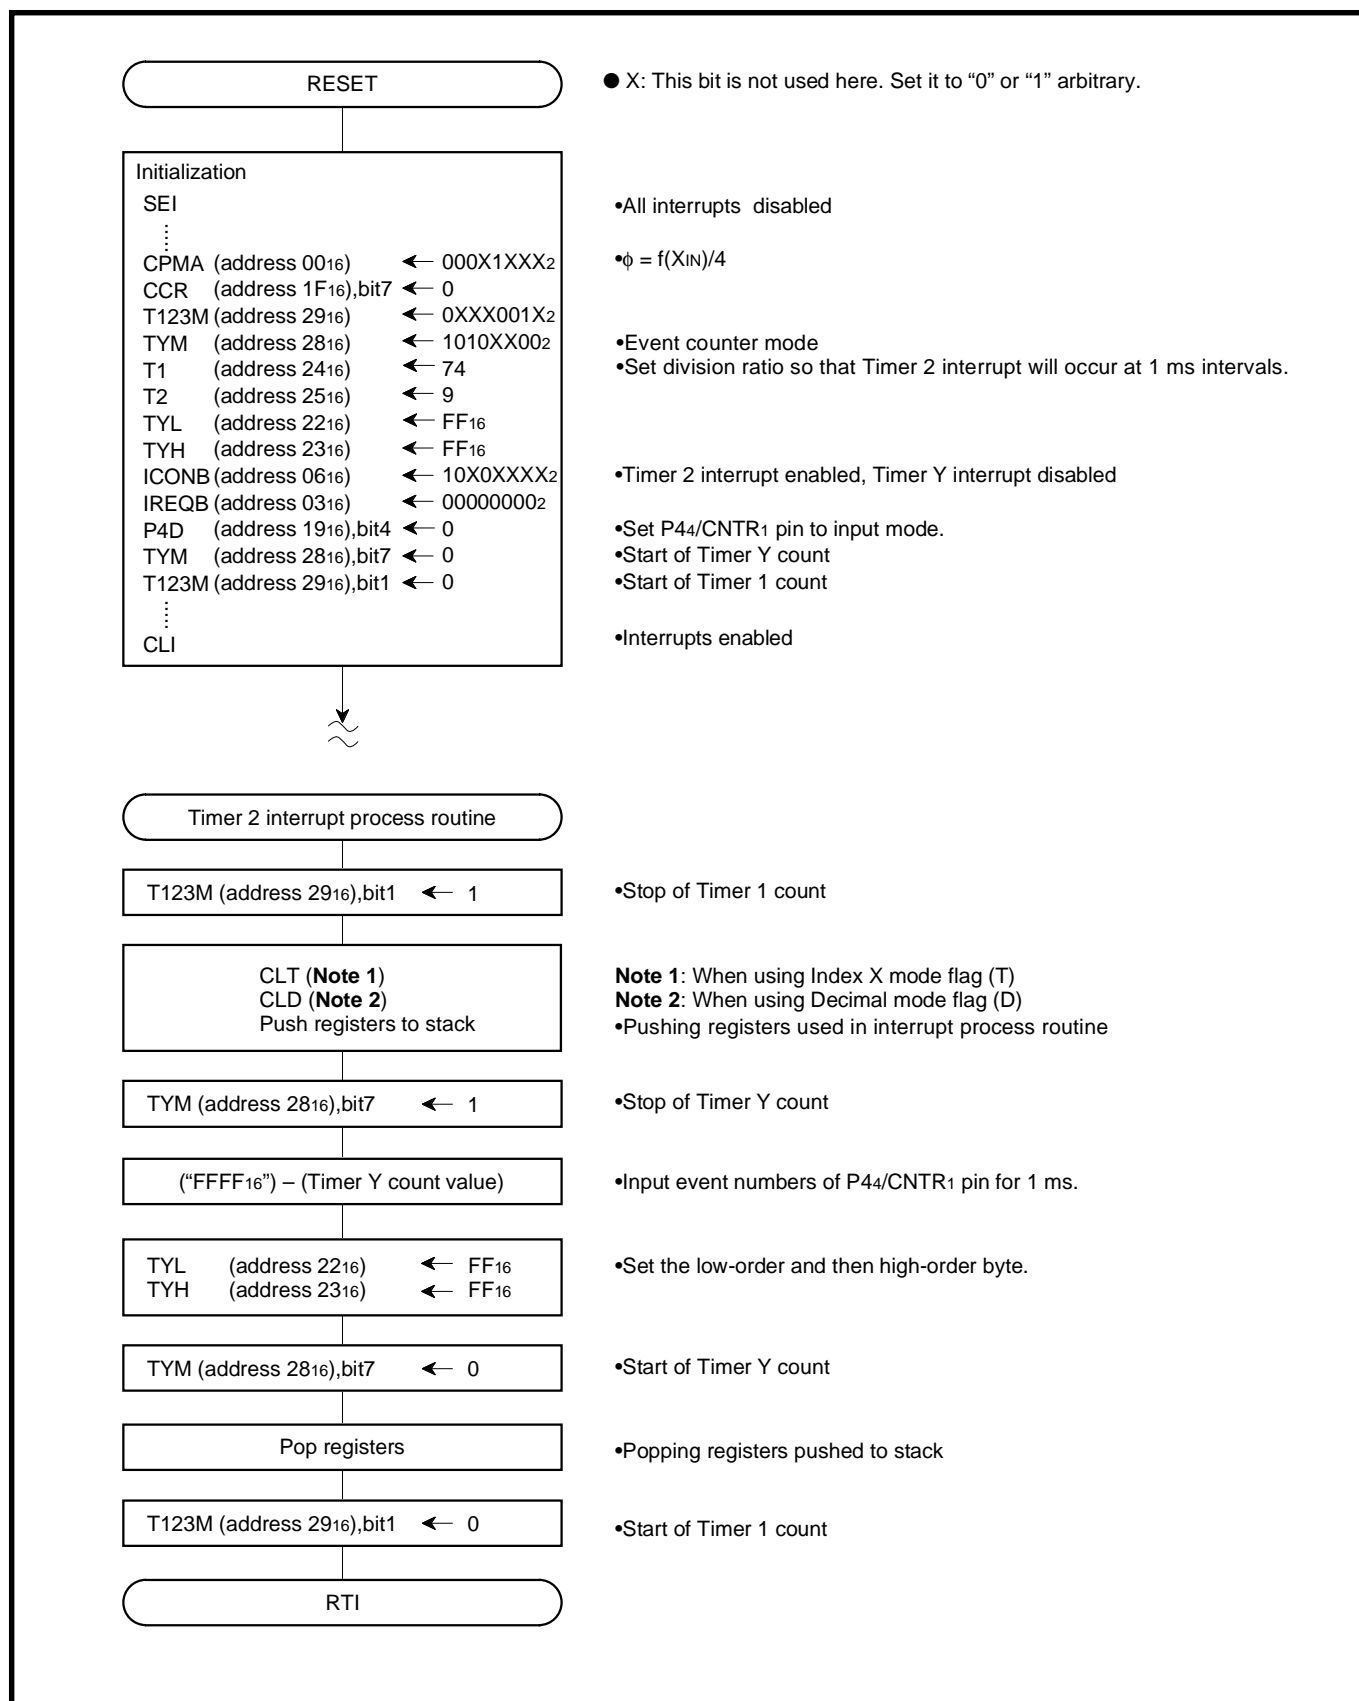 RESET
● X: This bit is not used here. Set it to “0” or “1” arbitrary.
Initialization
SEI
•All interrupts disabled
CPMA (address 0016) ← 000X1XXX2
•ϕ = f(XIN)/4
CCR (address 1F16),bit7 ← 0
T123M (address 2916) ← 0XXX001X2
TYM (address 2816) ← 1010XX002
•Event counter mode
T1 (address 2416) ← 74
•Set division ratio so that Timer 2 interrupt will occur at 1 ms intervals.
T2 (address 2516) ← 9
TYL (address 2216) ← FF16
TYH (address 2316) ← FF16
ICONB (address 0616) ← 10X0XXXX2
•Timer 2 interrupt enabled, Timer Y interrupt disabled
IREQB (address 0316) ← 000000002
P4D (address 1916),bit4 ← 0
•Set P44/CNTR1 pin to input mode.
TYM (address 2816),bit7 ← 0
•Start of Timer Y count
T123M (address 2916),bit1 ← 0
•Start of Timer 1 count
CLI
•Interrupts enabled
Timer 2 interrupt process routine
T123M (address 2916),bit1 ← 1
•Stop of Timer 1 count
CLT (Note 1)
Note 1: When using Index X mode flag (T)
CLD (Note 2)
Note 2: When using Decimal mode flag (D)
Push registers to stack
•Pushing registers used in interrupt process routine
TYM (address 2816),bit7 ← 1
•Stop of Timer Y count
(“FFFF16”) – (Timer Y count value)
•Input event numbers of P44/CNTR1 pin for 1 ms.
TYL (address 2216) ← FF16
•Set the low-order and then high-order byte.
TYH (address 2316) ← FF16
TYM (address 2816),bit7 ← 0
•Start of Timer Y count
Pop registers
•Popping registers pushed to stack
T123M (address 2916),bit1 ← 0
•Start of Timer 1 count
RTI